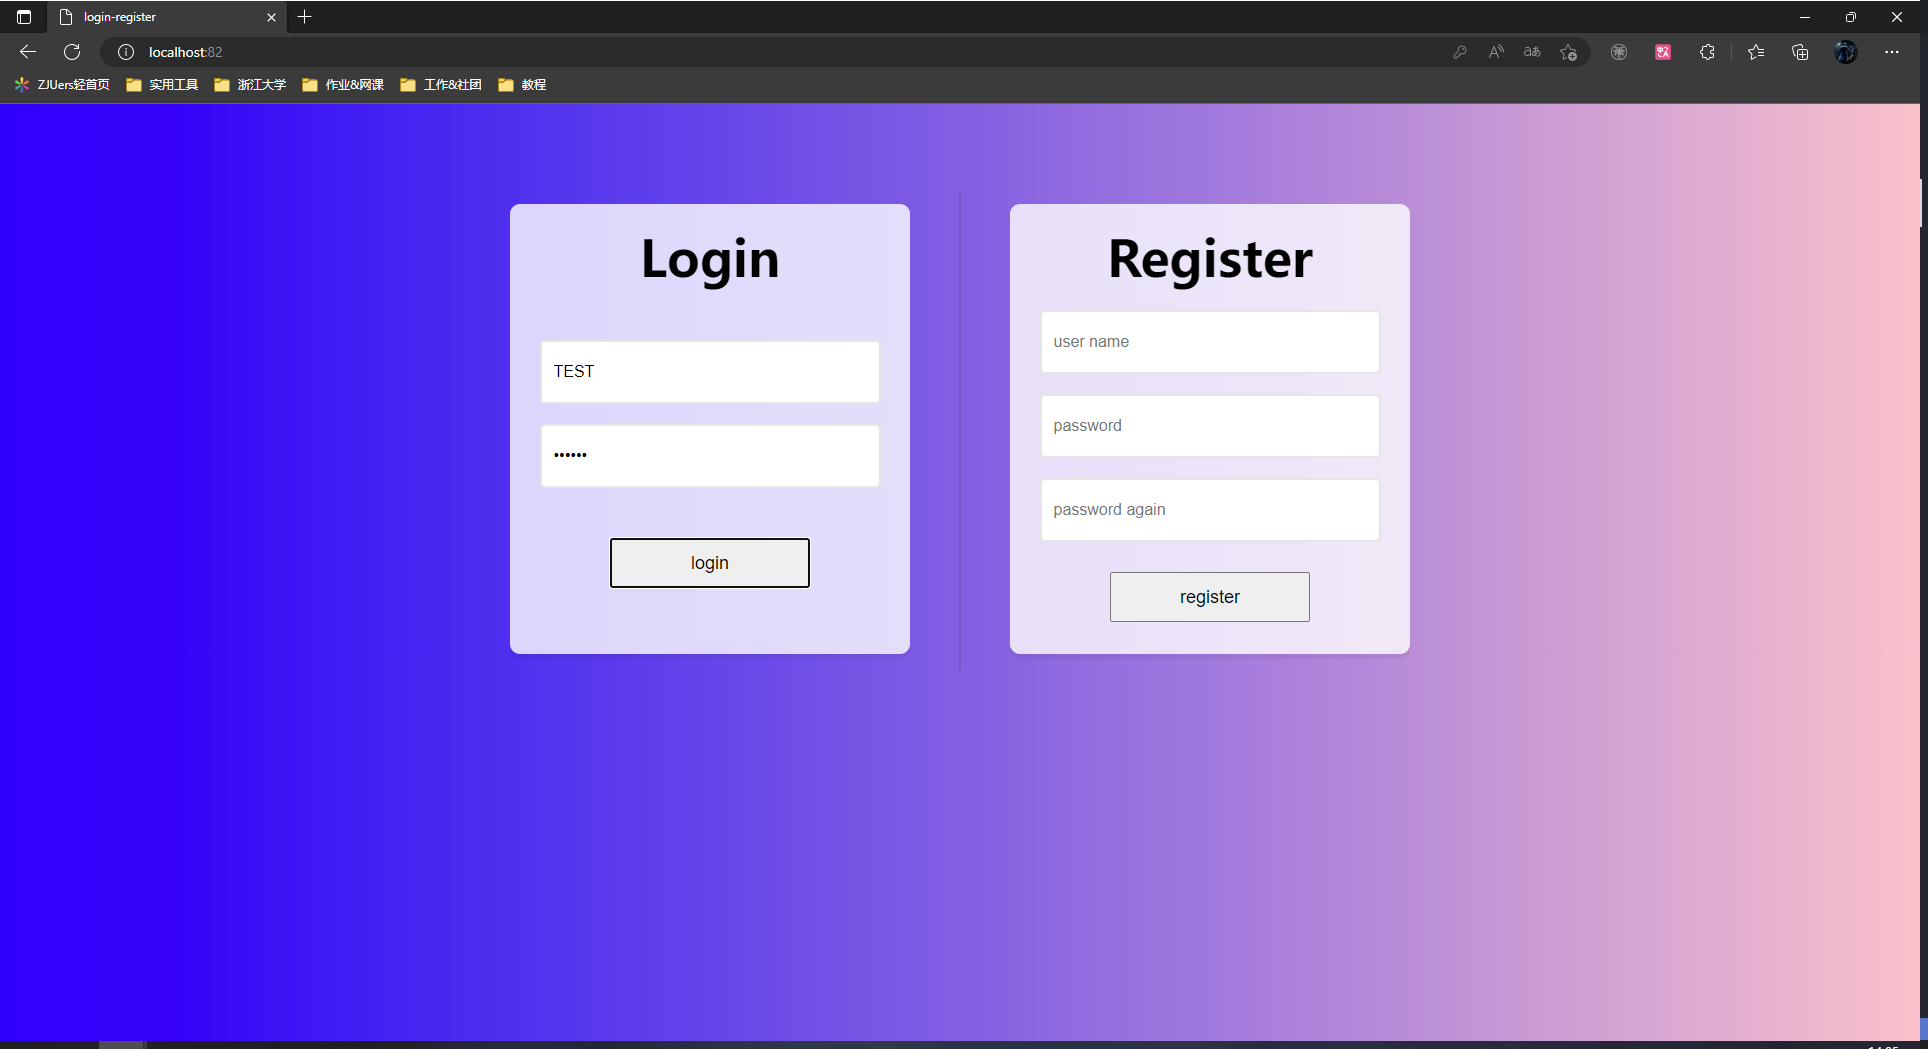 login-register
localhost:82
ZJUers轻首页 实用工具 浙江大学 作业&网课 工作&社团 教程
Login
TEST
••••••
login
Register
user name
password
password again
register